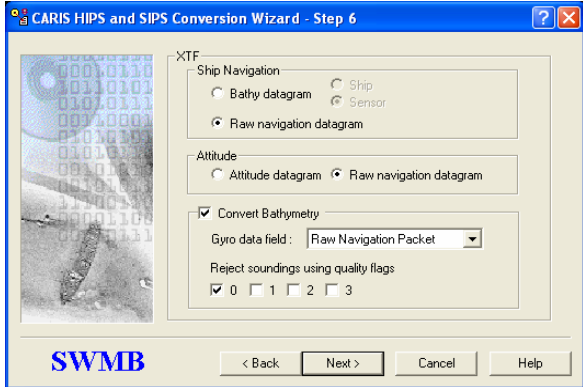 CARIS HIPS and SIPS Conversion Wizard - Step 6
XTF
Ship Navigation
Bathy datagram
Ship
Sensor
Raw navigation datagram
Attitude
Attitude datagram Raw navigation datagram
Convert Bathymetry
Gyro data field : Raw Navigation Packet
Reject soundings using quality flags
0 1 2 3
SWMB
< Back Next > Cancel Help